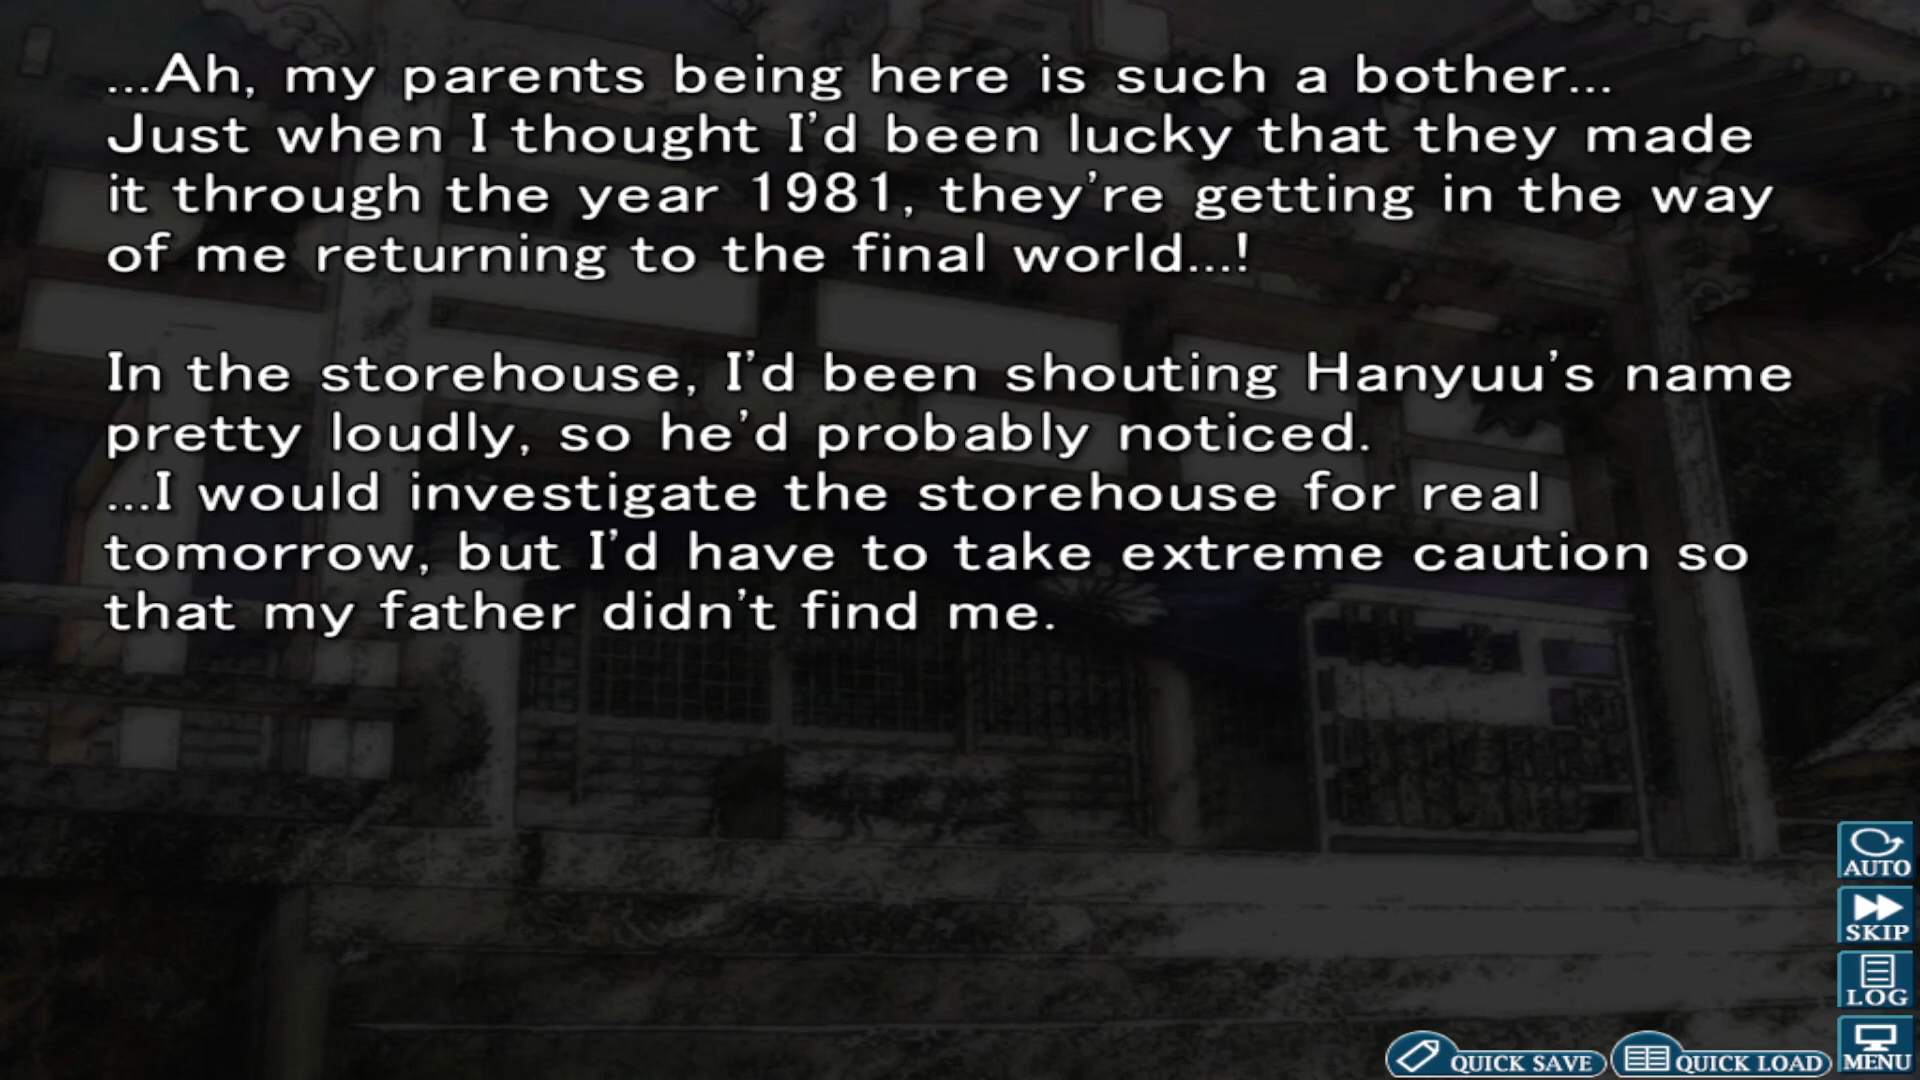 ...Ah, my parents being here is such a bother...
Just when I thought I'd been lucky that they made
it through the year 1981, they're getting in the way
of me returning to the final world...!
In the storehouse, I'd been shouting Hanyuu's name
pretty loudly, so he'd probably noticed.
...I would investigate the storehouse for real
tomorrow, but I'd have to take extreme caution so
that my father didn't find me.
AUTO
SKIP
LOG
QUICK SAVE
QUICK LOAD
MENU